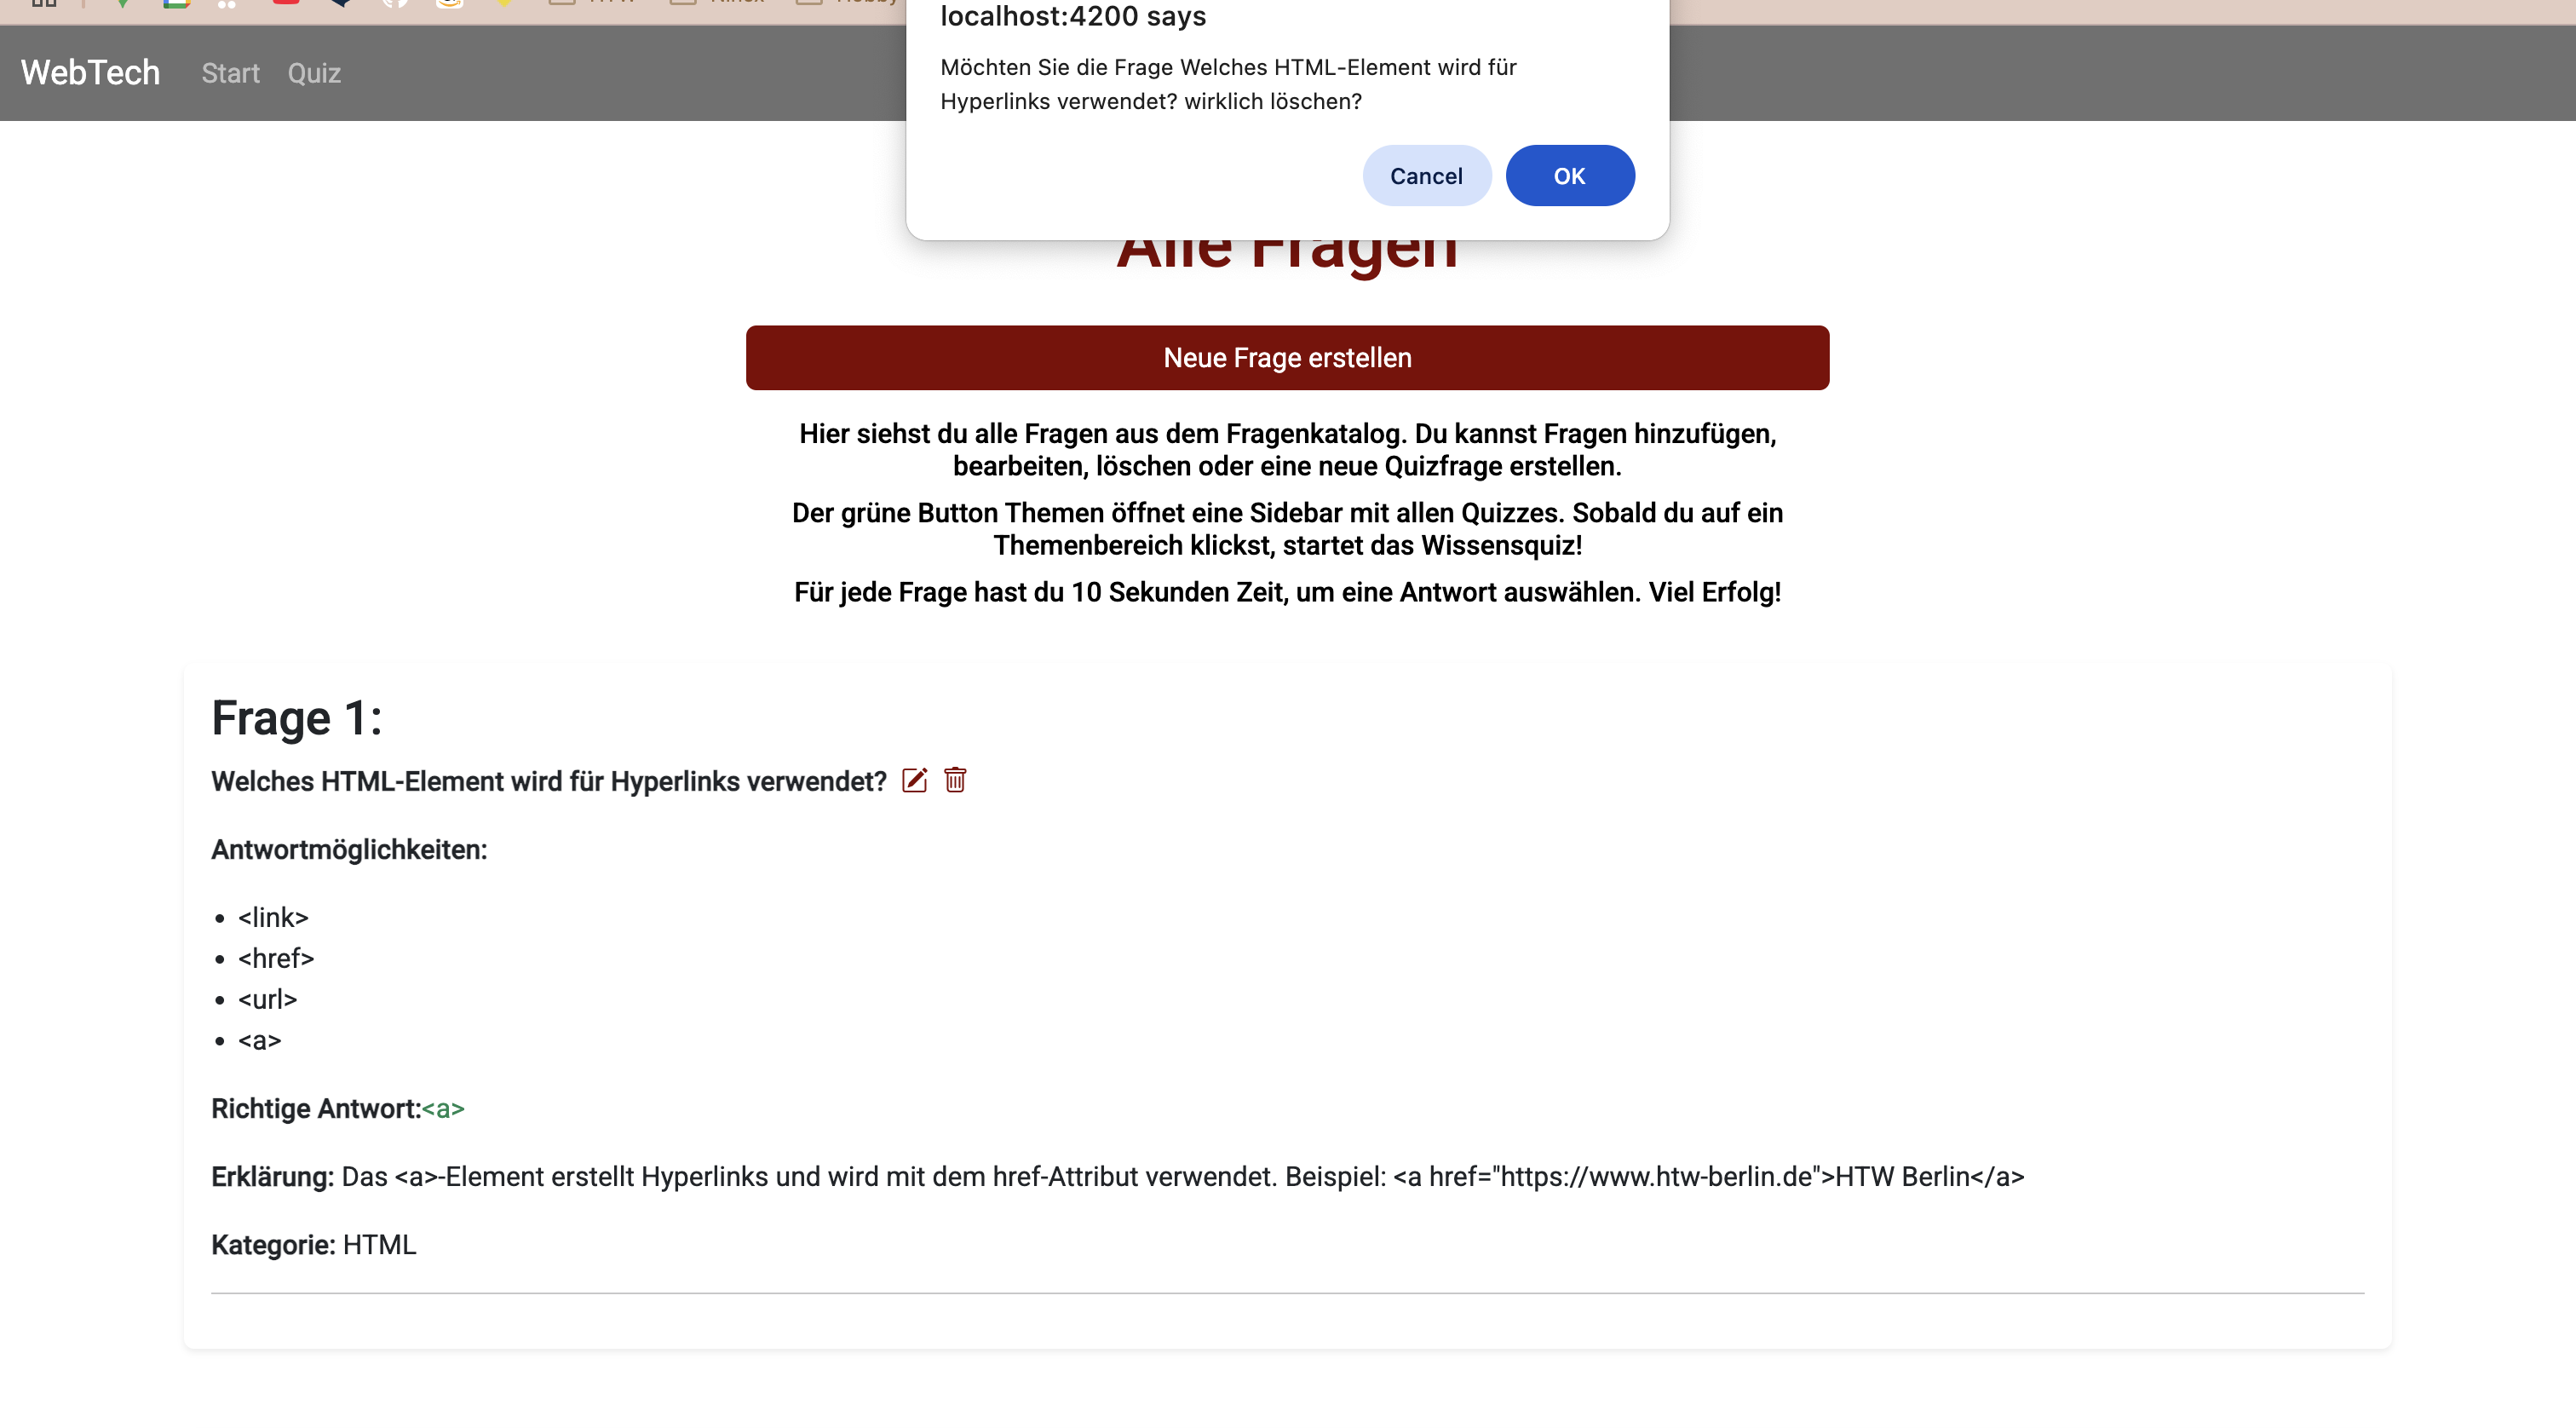 localhost:4200 says
Möchten Sie die Frage Welches HTML-Element wird für
Hyperlinks verwendet? wirklich löschen?
Cancel OK
WebTech Start Quiz
Alle Fragen
Neue Frage erstellen
Hier siehst du alle Fragen aus dem Fragenkatalog. Du kannst Fragen hinzufügen,
bearbeiten, löschen oder eine neue Quizfrage erstellen.
Der grüne Button Themen öffnet eine Sidebar mit allen Quizzes. Sobald du auf ein
Themenbereich klickst, startet das Wissensquiz!
Für jede Frage hast du 10 Sekunden Zeit, um eine Antwort auswählen. Viel Erfolg!
Frage 1:
Welches HTML-Element wird für Hyperlinks verwendet?
Antwortmöglichkeiten:
• <link>
• <href>
• <url>
• <a>
Richtige Antwort:<a>
Erklärung: Das <a>-Element erstellt Hyperlinks und wird mit dem href-Attribut verwendet. Beispiel: <a href="https://www.htw-berlin.de">HTW Berlin</a>
Kategorie: HTML